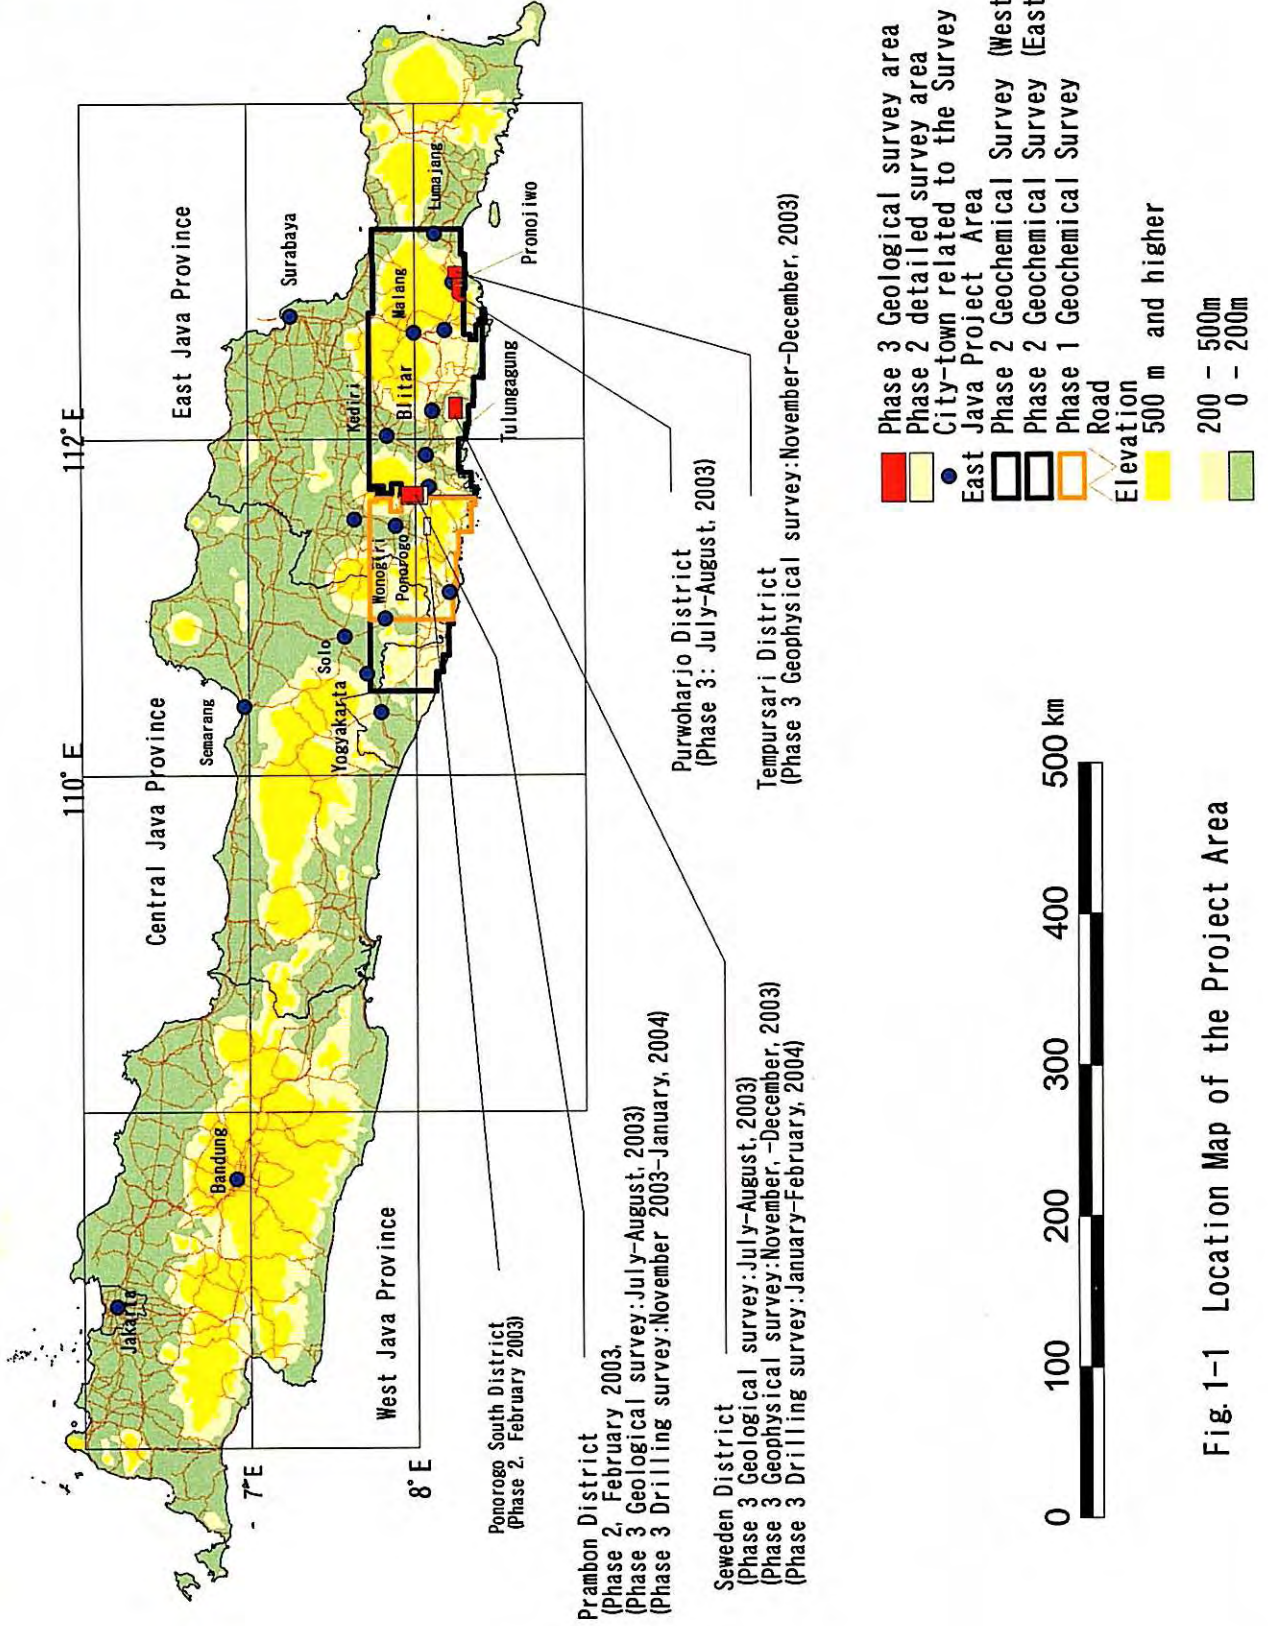 112° E
110° E
7° E
8° E
East Java Province
Central Java Province
West Java Province
Surabaya
Semarang
Solo
Yogyakarta
Wonogiri
Ponorogo
Kediri
Blitar
Malang
Lumajang
Pronojiwo
Tulungagung
Bandung
Jakarta
Ponorogo South District
(Phase 2. February 2003)
Prambon District
(Phase 2, February 2003,
(Phase 3 Geological survey:July-August, 2003)
(Phase 3 Drilling survey:November 2003-January, 2004)
Seweden District
(Phase 3 Geological survey:July-August, 2003)
(Phase 3 Geophysical survey:November,-December, 2003)
(Phase 3 Drilling survey:January-February, 2004)
Purwoharjo District
(Phase 3: July-August, 2003)
Tempursari District
(Phase 3 Geophysical survey:November-December, 2003)
Phase 3 Geological survey area
Phase 2 detailed survey area
City-town related to the Survey
East Java Project Area
Phase 2 Geochemical Survey (West
Phase 2 Geochemical Survey (East
Phase 1 Geochemical Survey
Road
Elevation
500 m and higher
200 - 500m
0 - 200m
0 100 200 300 400 500 km
Fig.1-1 Location Map of the Project Area